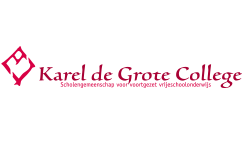 Karel de Grote College
Scholengemeenschap voor voortgezet vrijeschoolonderwijs